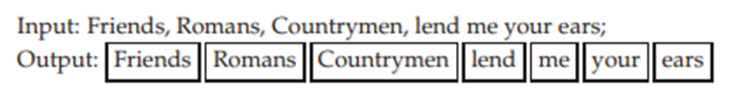 Input: Friends, Romans, Countrymen, lend me your ears;
Output: Friends Romans Countrymen lend me your ears